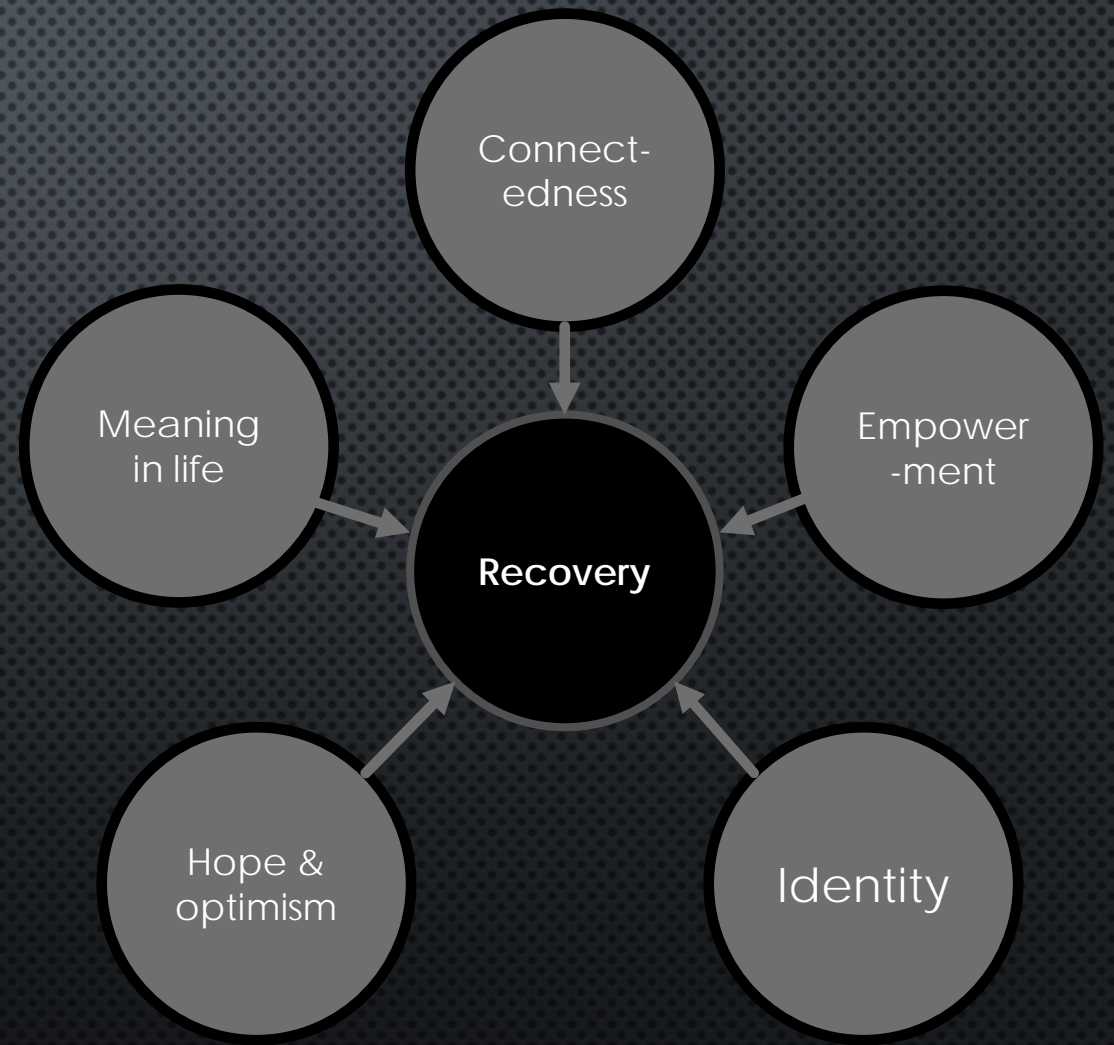 Connect-
edness
Meaning
in life
Empower
-ment
Recovery
Hope &
optimism
Identity